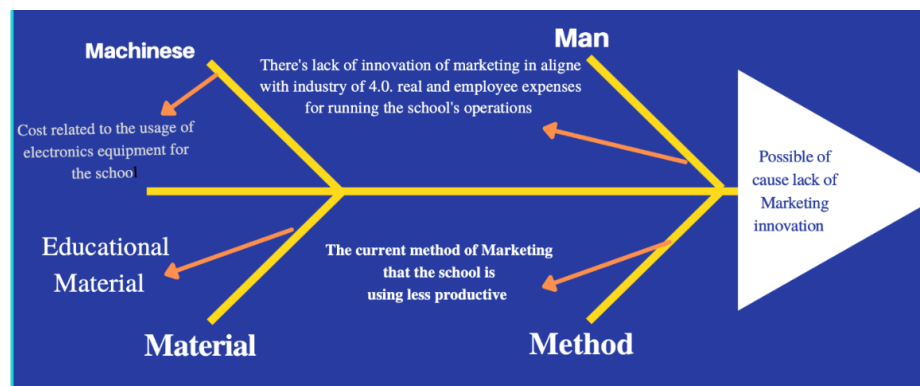 Machinese
Man
There's lack of innovation of marketing in aligne
with industry of 4.0. real and employee expenses
for running the school's operations
Cost related to the usage of
electronics equipment for
the school
Possible of
cause lack of
Marketing
innovation
Educational
Material
The current method of Marketing
that the school is
using less productive
Material
Method